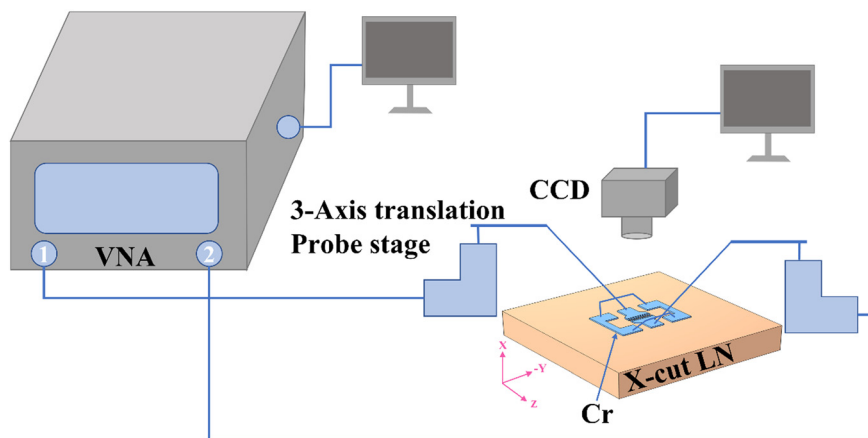 CCD
3-Axis translation
Probe stage
VNA
1
2
X
-Y
Z
X-cut LN
Cr